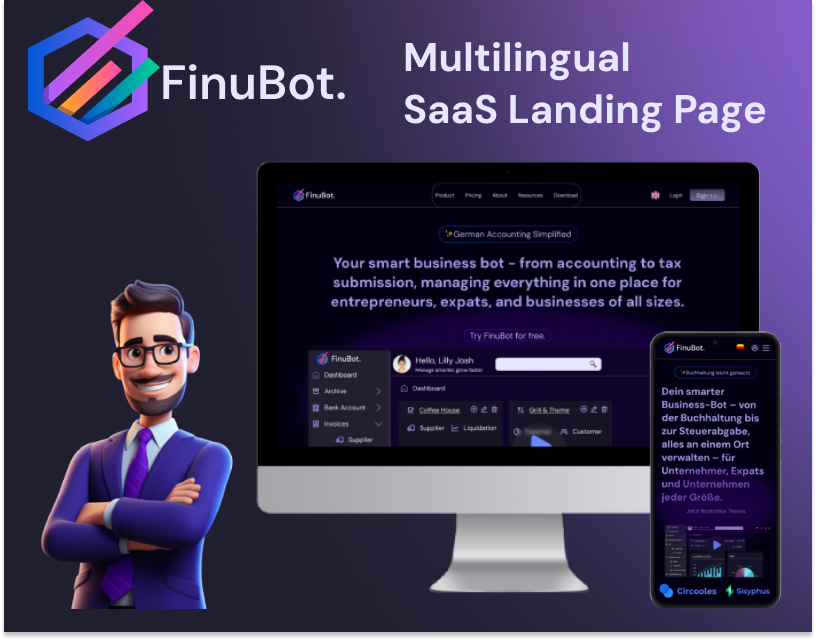 FinuBot.
Multilingual
SaaS Landing Page
FinuBot.
Product Pricing About Resources Download
Login Sign up
✨German Accounting Simplified
Your smart business bot - from accounting to tax
submission, managing everything in one place for
entrepreneurs, expats, and businesses of all sizes.
Try FinuBot for free.
FinuBot.
Dashboard
Archive
Bank Account
Invoices
Supplier
Hello, Lilly Josh
Manage smarter, grow faster
Dashboard
Coffee House
Supplier Liquidation
Grill & Thyme
Expense Customer
FinuBot.
✨Buchhaltung leicht gemacht
Dein smarter
Business-Bot – von
der Buchhaltung bis
zur Steuerabgabe,
alles an einem Ort
verwalten – für
Unternehmer, Expats
und Unternehmen
jeder Größe.
Jetzt Kostenlos Testen
Circooles
Sisyphus